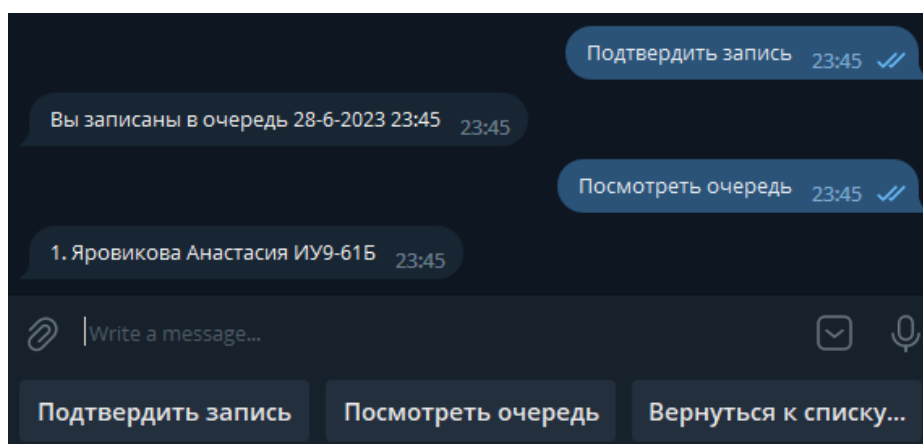 Подтвердить запись 23:45
Вы записаны в очередь 28-6-2023 23:45 23:45
Посмотреть очередь 23:45
1. Яровикова Анастасия ИУ9-61Б 23:45
Write a message...
Подтвердить запись Посмотреть очередь Вернуться к списку...